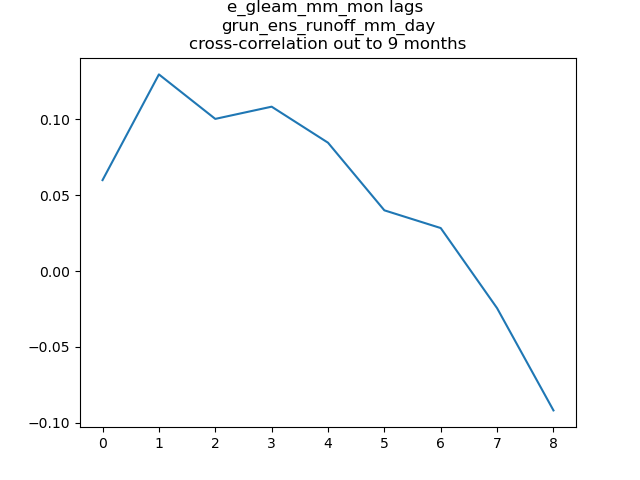 e_gleam_mm_mon lags
grun_ens_runoff_mm_day
cross-correlation out to 9 months
0.10
0.05
0.00
−0.05
−0.10
0 1 2 3 4 5 6 7 8